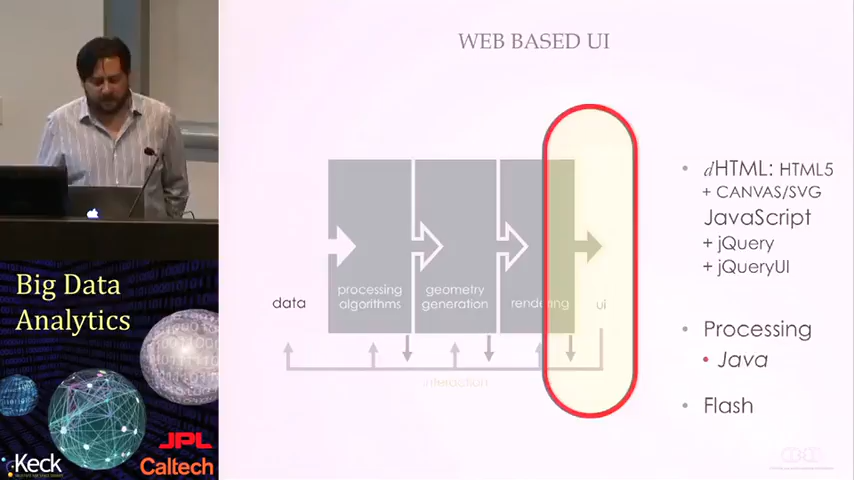 WEB BASED UI
data
processing
algorithms
geometry
generation
rendering
ui
interaction
dHTML: HTML5
+ CANVAS/SVG
JavaScript
+ jQuery
+ jQueryUI
Processing
Java
Flash
Big Data
Analytics
JPL
Keck
Caltech